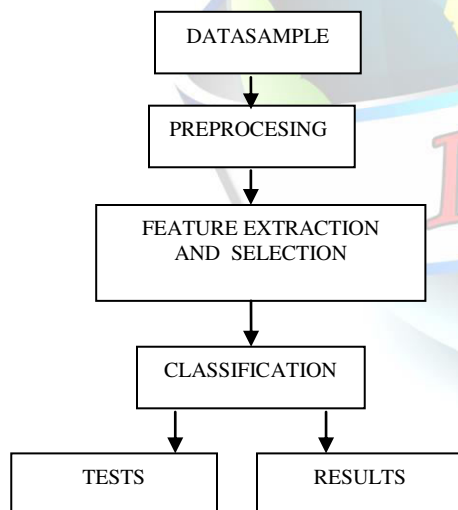 DATASAMPLE
PREPROCESING
FEATURE EXTRACTION
AND SELECTION
CLASSIFICATION
TESTS
RESULTS